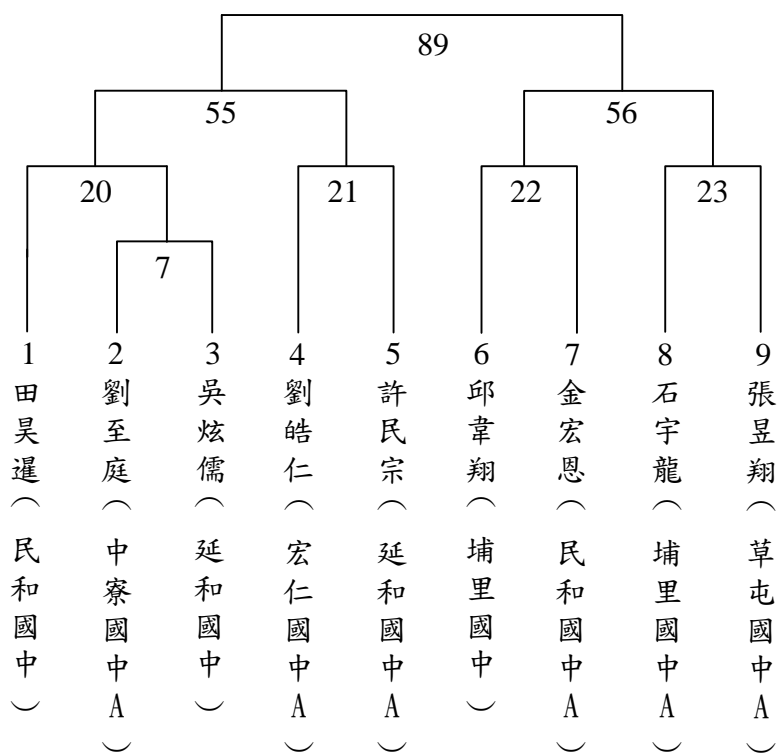 89
55
56
20
21
22
23
7
1
2
3
4
5
6
7
8
9
田昊暹（民和國中）
劉至庭（中寮國中A）
吳炫儒（延和國中）
劉皓仁（宏仁國中A）
許民宗（延和國中A）
邱韋翔（埔里國中）
金宏恩（民和國中A）
石宇龍（埔里國中A）
張昱翔（草屯國中A）